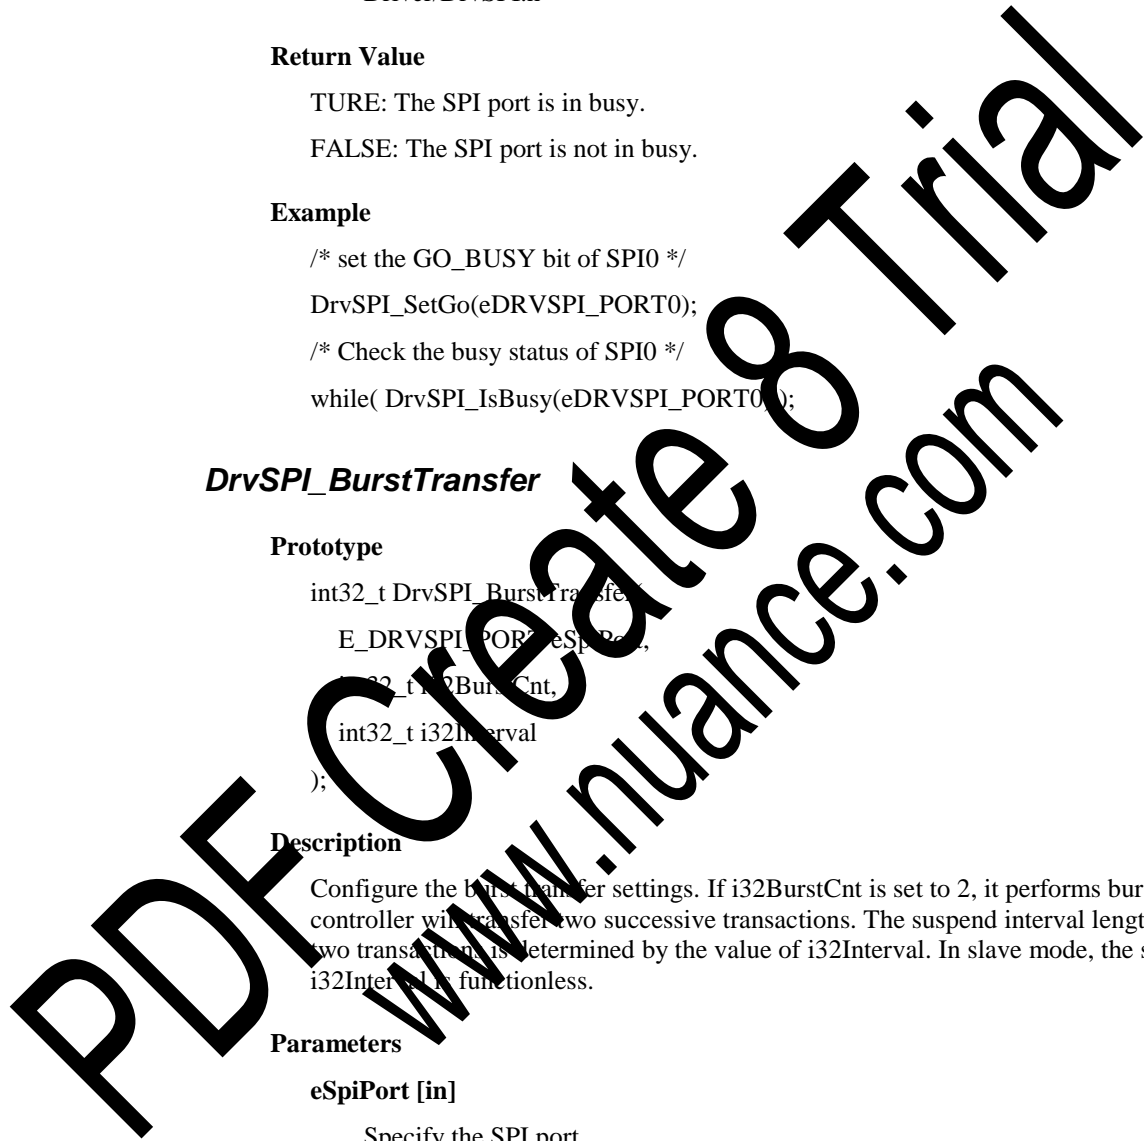 Return Value
TURE: The SPI port is in busy.
FALSE: The SPI port is not in busy.
Example
/* set the GO_BUSY bit of SPI0 */
DrvSPI_SetGo(eDRVSPI_PORT0);
/* Check the busy status of SPI0 */
while( DrvSPI_IsBusy(eDRVSPI_PORT0) );
DrvSPI_BurstTransfer
Prototype
int32_t DrvSPI_BurstTransfer(
E_DRVSPI_PORT eSpiPort,
int32_t i32BurstCnt,
int32_t i32Interval
);
Description
Configure the burst transfer settings. If i32BurstCnt is set to 2, it performs bur
controller will transfer two successive transactions. The suspend interval lengt
two transactions is determined by the value of i32Interval. In slave mode, the s
i32Interval is functionless.
Parameters
eSpiPort [in]
Specify the SPI port
PDF Create 8 Trial
www.nuance.com